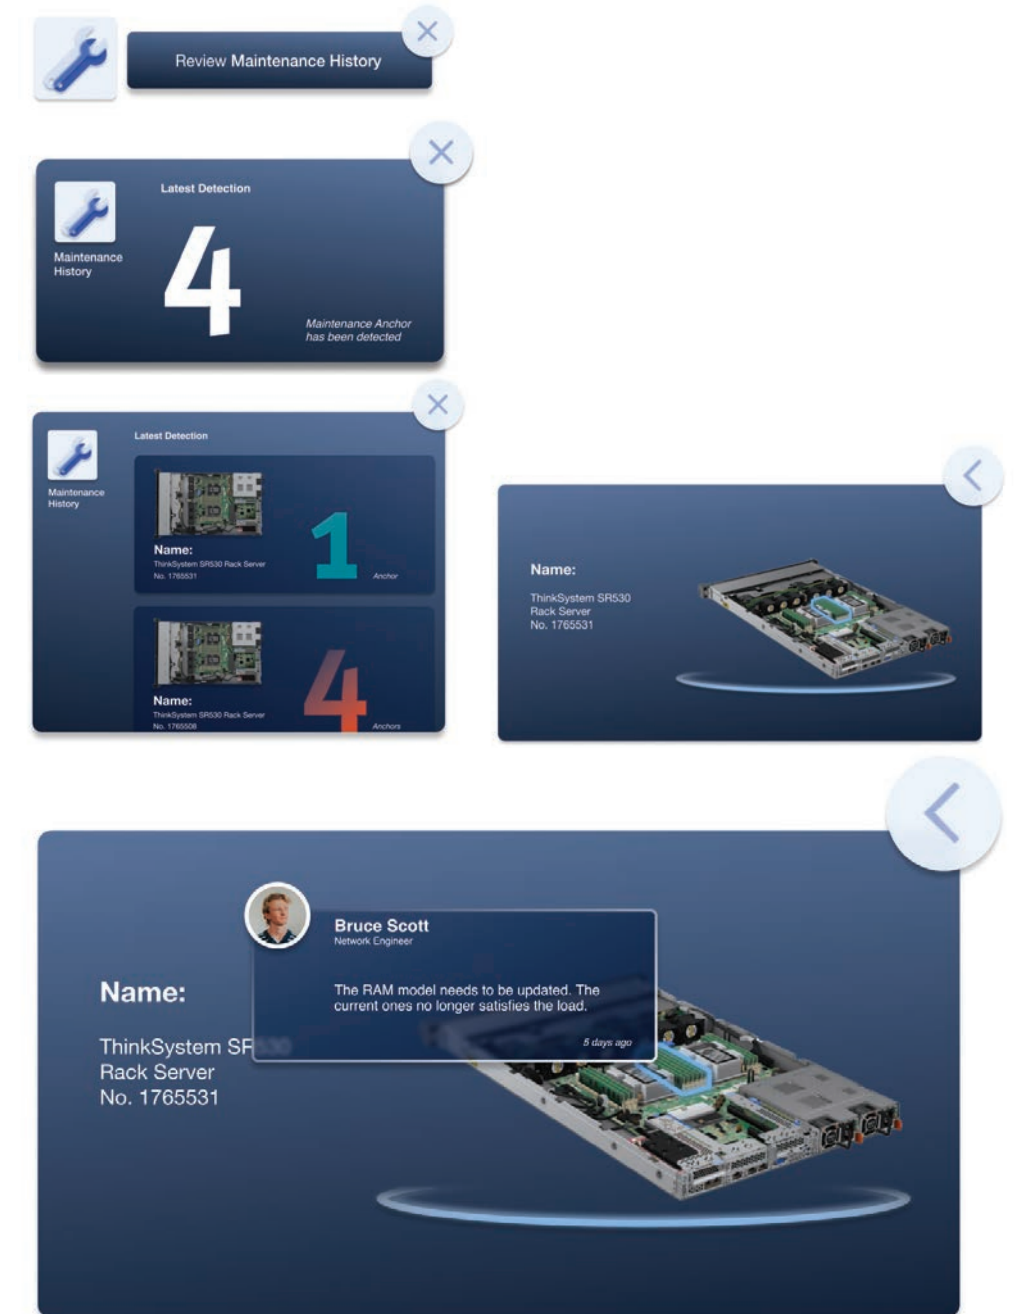 Review Maintenance History
Latest Detection
4
Maintenance
History
Maintenance Anchor
has been detected
Latest Detection
Maintenance
History
Name:
ThinkSystem SR530 Rack Server
No. 1765531
1
Anchor
Name:
ThinkSystem SR530 Rack Server
No. 1765508
4
Anchors
Name:
ThinkSystem SR530
Rack Server
No. 1765531
Bruce Scott
Network Engineer
The RAM model needs to be updated. The
current ones no longer satisfies the load.
5 days ago
Name:
ThinkSystem SR530
Rack Server
No. 1765531